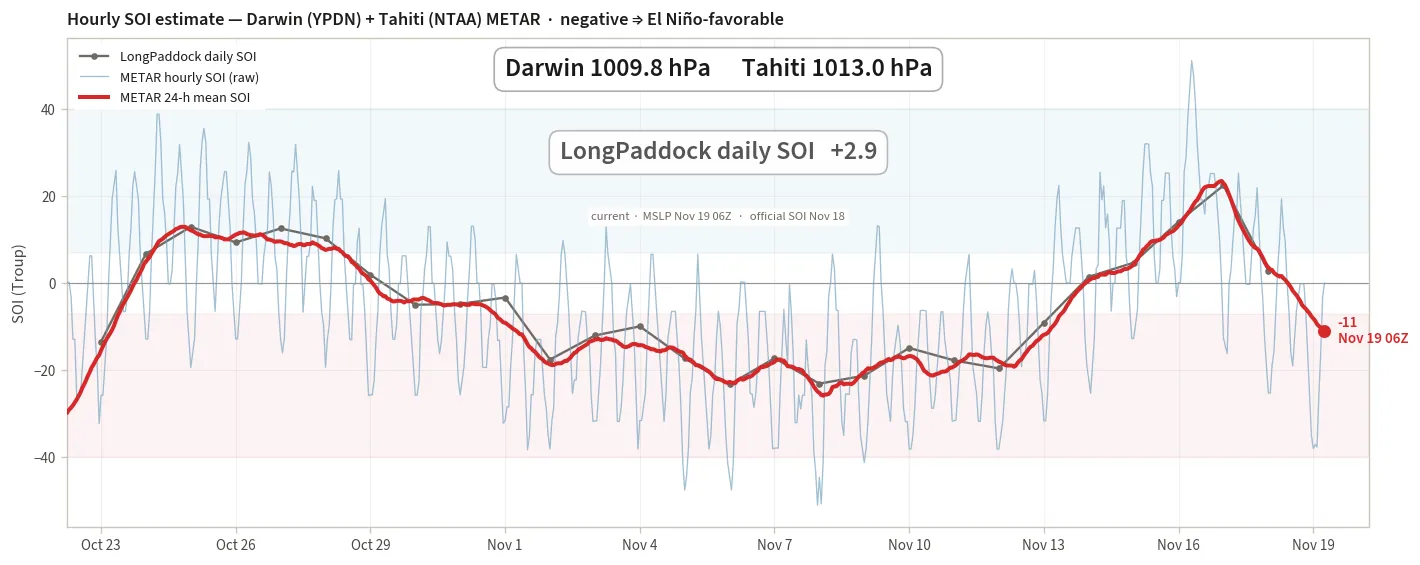 Hourly SOI estimate — Darwin (YPDN) + Tahiti (NTAA) METAR · negative ⇒ El Niño-favorable
LongPaddock daily SOI
METAR hourly SOI (raw)
METAR 24-h mean SOI
Darwin 1009.8 hPa Tahiti 1013.0 hPa
LongPaddock daily SOI +2.9
current · MSLP Nov 19 06Z · official SOI Nov 18
SOI (Troup)
40
20
0
−20
−40
-11
Nov 19 06Z
Oct 23 Oct 26 Oct 29 Nov 1 Nov 4 Nov 7 Nov 10 Nov 13 Nov 16 Nov 19